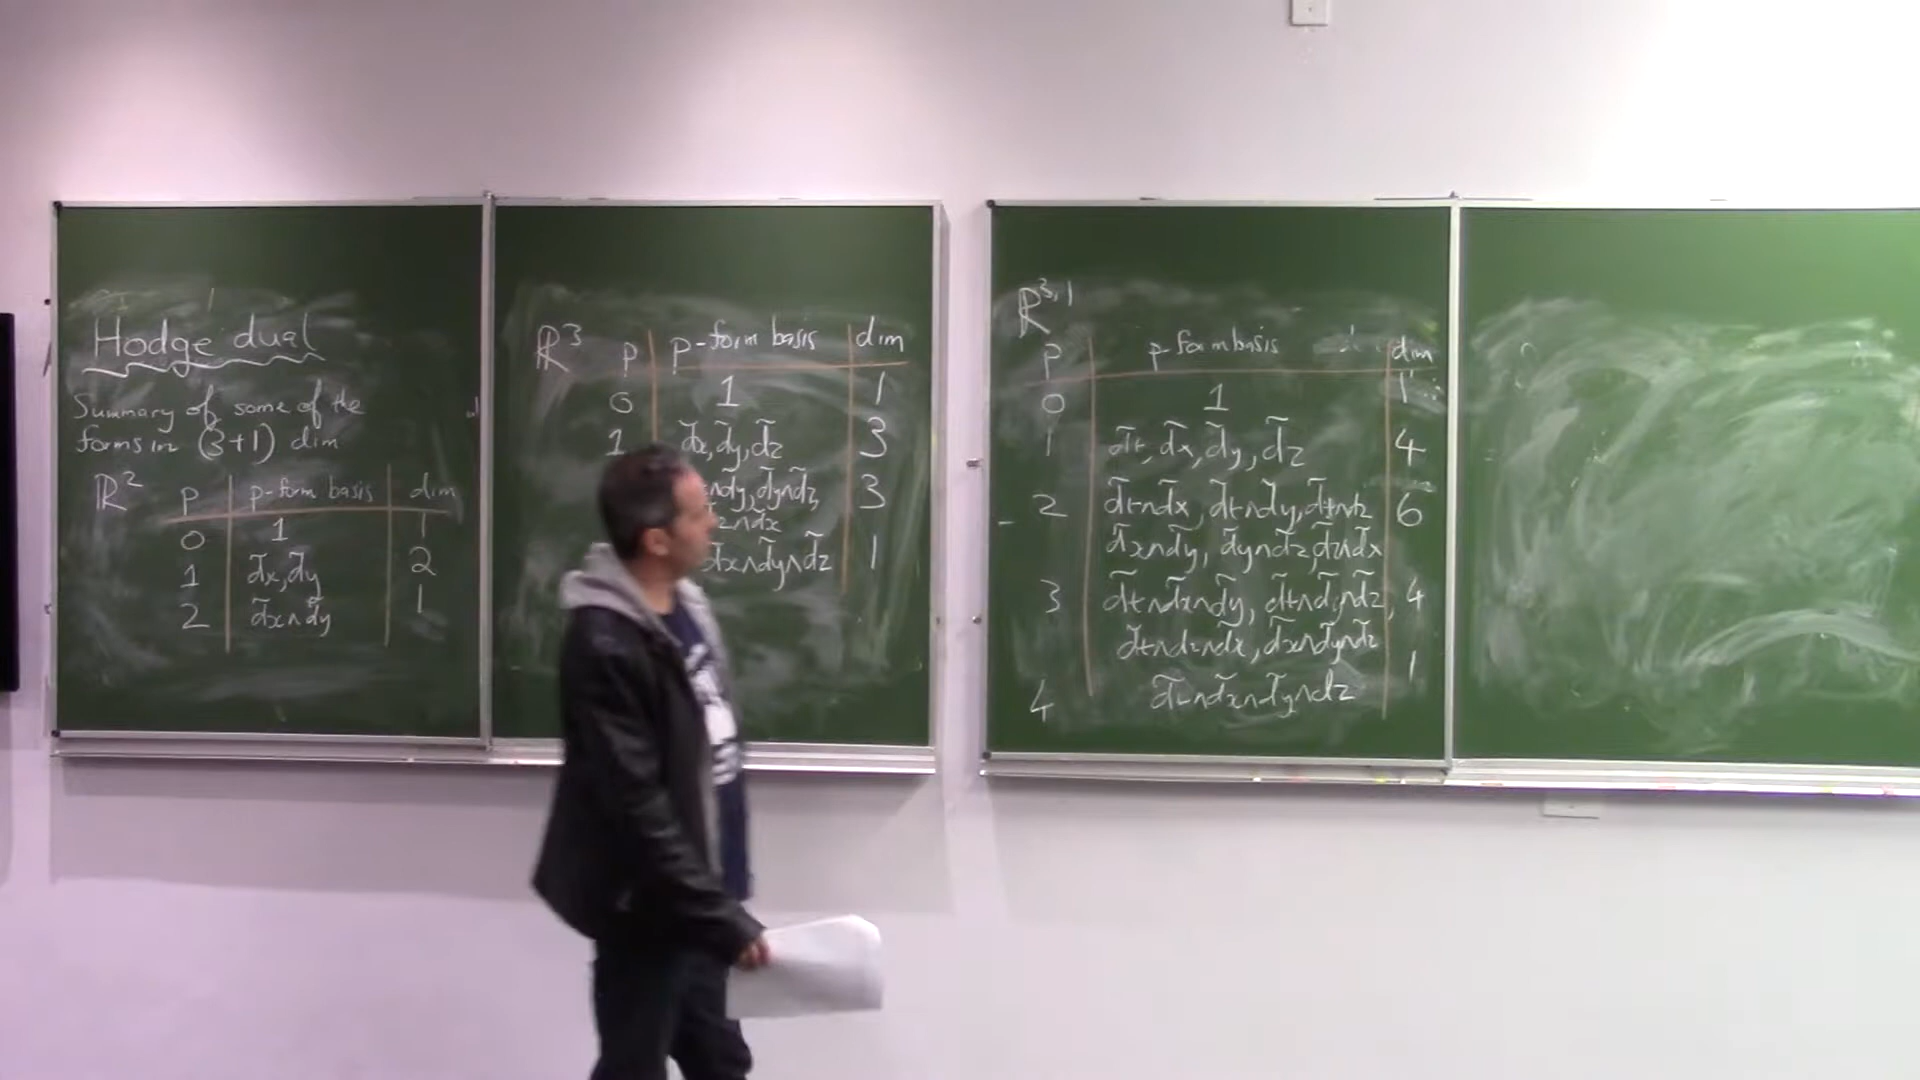 Hodge dual
Summary of some of the
forms in (3+1) dim
ℝ² p p-form basis dim
0 1 1
1 d̃x, d̃y 2
2 d̃x∧d̃y 1
ℝ³ p p-form basis dim
0 1 1
1 d̃x, d̃y, d̃z 3
∧d̃y, d̃y∧d̃z, 3
∧d̃x
d̃x∧d̃y∧d̃z 1
ℝ³,¹
p p-form basis dim
0 1 1
1 d̃t, d̃x, d̃y, d̃z 4
2 d̃t∧d̃x, d̃t∧d̃y, d̃t∧d̃z 6
d̃x∧d̃y, d̃y∧d̃z, d̃z∧d̃x
3 d̃t∧d̃x∧d̃y, d̃t∧d̃y∧d̃z, 4
d̃t∧d̃z∧d̃x, d̃x∧d̃y∧d̃z
4 d̃t∧d̃x∧d̃y∧d̃z 1